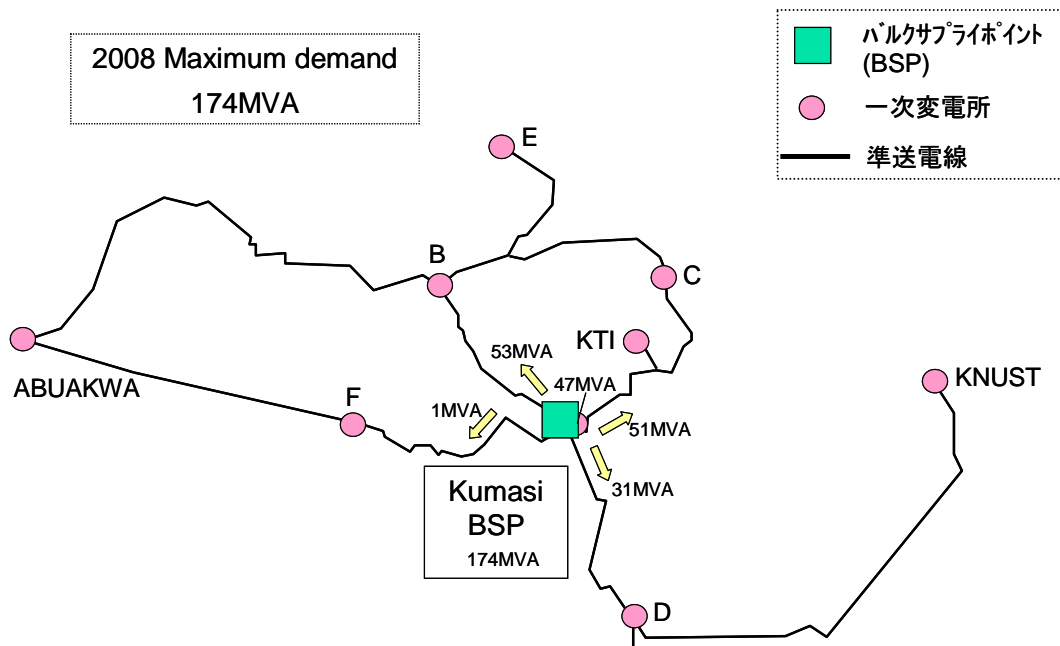 2008 Maximum demand
174MVA
バルクサプライポイント
(BSP)
一次変電所
準送電線
E
B
C
KTI
53MVA
47MVA
KNUST
ABUAKWA
F
1MVA
51MVA
31MVA
Kumasi
BSP
174MVA
D